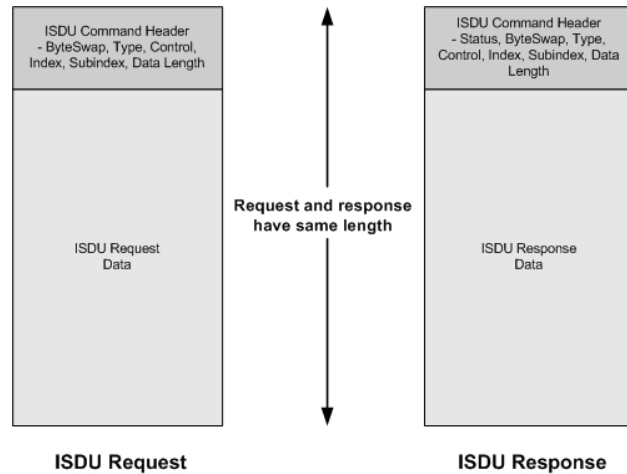 ISDU Command Header
- ByteSwap, Type, Control,
Index, Subindex, Data Length
ISDU Request
Data
ISDU Request
Request and response
have same length
ISDU Command Header
- Status, ByteSwap, Type,
Control, Index, Subindex, Data
Length
ISDU Response
Data
ISDU Response